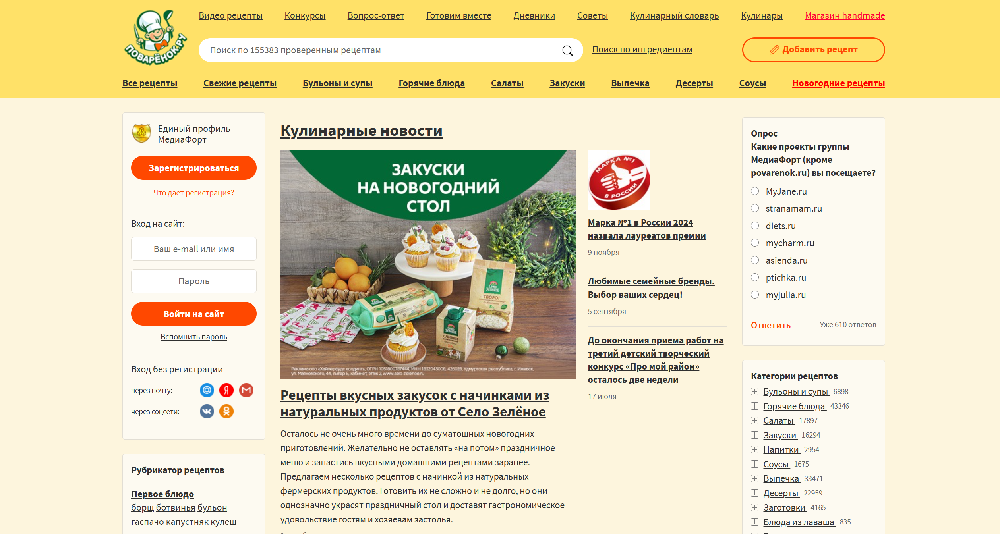 ПОВАРЁНОК.РУ
Видео рецепты
Конкурсы
Вопрос-ответ
Готовим вместе
Дневники
Советы
Кулинарный словарь
Кулинары
Магазин handmade
Поиск по 155383 проверенным рецептам
Поиск по ингредиентам
Добавить рецепт
Все рецепты
Свежие рецепты
Бульоны и супы
Горячие блюда
Салаты
Закуски
Выпечка
Десерты
Соусы
Новогодние рецепты
Единый профиль
МедиаФорт
Зарегистрироваться
Что дает регистрация?
Вход на сайт:
Ваш e-mail или имя
Пароль
Войти на сайт
Вспомнить пароль
Вход без регистрации
через почту:
через соцсети:
Рубрикатор рецептов
Первое блюдо
борщ ботвинья бульон
гаспачо капустняк кулеш
Кулинарные новости
ЗАКУСКИ
НА НОВОГОДНИЙ
СТОЛ
Село
Зелёное
ТВОРОГ
5%
ДЕРЕВЕНСКОЕ
Село
Зелёное
СЛИВКИ
33%
Реклама ооо «Хайперфудс холдинг», ОГРН 1051800787444, ИНН 1832043008, 426028, Удмуртская республика, г. Ижевск,
ул. Маяковского, 44, литер Б, кабинет, этаж 2, www.selo-zelenoe.ru
Рецепты вкусных закусок с начинками из
натуральных продуктов от Село Зелёное
Осталось не очень много времени до суматошных новогодних
приготовлений. Желательно не оставлять «на потом» праздничное
меню и запастись вкусными домашними рецептами заранее.
Предлагаем несколько рецептов с начинкой из натуральных
фермерских продуктов. Готовить их не сложно и не долго, но они
однозначно украсят праздничный стол и доставят гастрономическое
удовольствие гостям и хозяевам застолья.
МАРКА №1
В РОССИИ
Марка №1 в России 2024
назвала лауреатов премии
9 ноября
Любимые семейные бренды.
Выбор ваших сердец!
5 сентября
До окончания приема работ на
третий детский творческий
конкурс «Про мой район»
осталось две недели
17 июля
Опрос
Какие проекты группы
МедиаФорт (кроме
povarenok.ru) вы посещаете?
MyJane.ru
stranamam.ru
diets.ru
mycharm.ru
asienda.ru
ptichka.ru
myjulia.ru
Ответить
Уже 610 ответов
Категории рецептов
Бульоны и супы 6898
Горячие блюда 43346
Салаты 17897
Закуски 16294
Напитки 2954
Соусы 1675
Выпечка 33471
Десерты 22959
Заготовки 4165
Блюда из лаваша 835